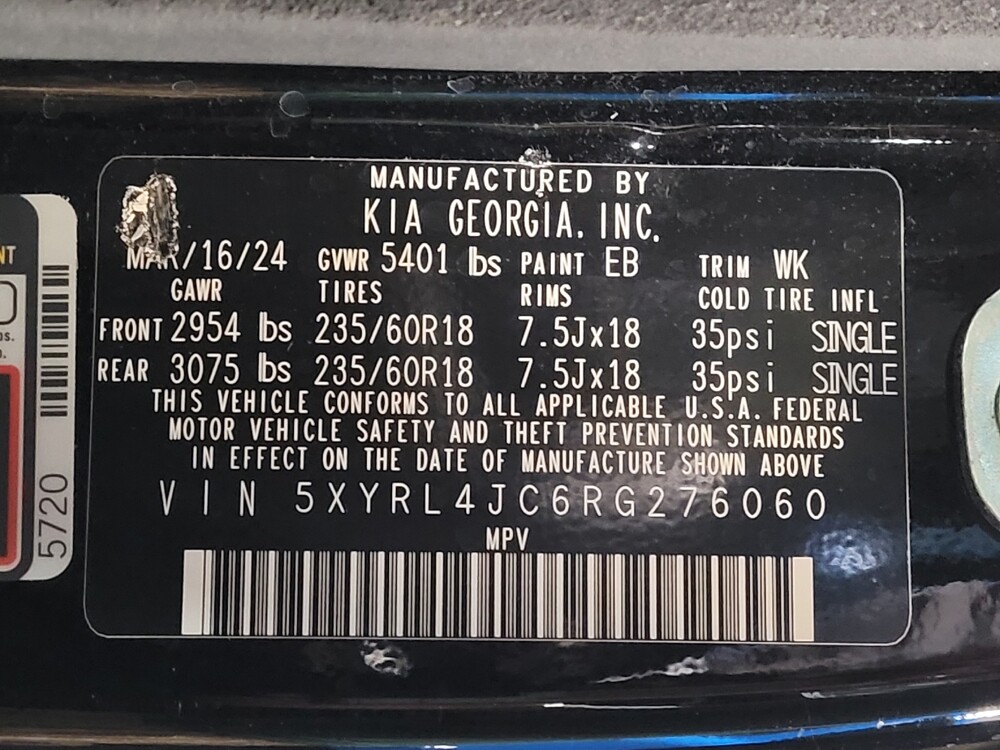 MANUFACTURED BY
KIA GEORGIA, INC.
MAR/16/24 GVWR 5401 lbs PAINT EB TRIM WK
GAWR TIRES RIMS COLD TIRE INFL
FRONT 2954 lbs 235/60R18 7.5Jx18 35psi SINGLE
REAR 3075 lbs 235/60R18 7.5Jx18 35psi SINGLE
THIS VEHICLE CONFORMS TO ALL APPLICABLE U.S.A. FEDERAL
MOTOR VEHICLE SAFETY AND THEFT PREVENTION STANDARDS
IN EFFECT ON THE DATE OF MANUFACTURE SHOWN ABOVE
VIN 5XYRL4JC6RG276060
MPV
5720